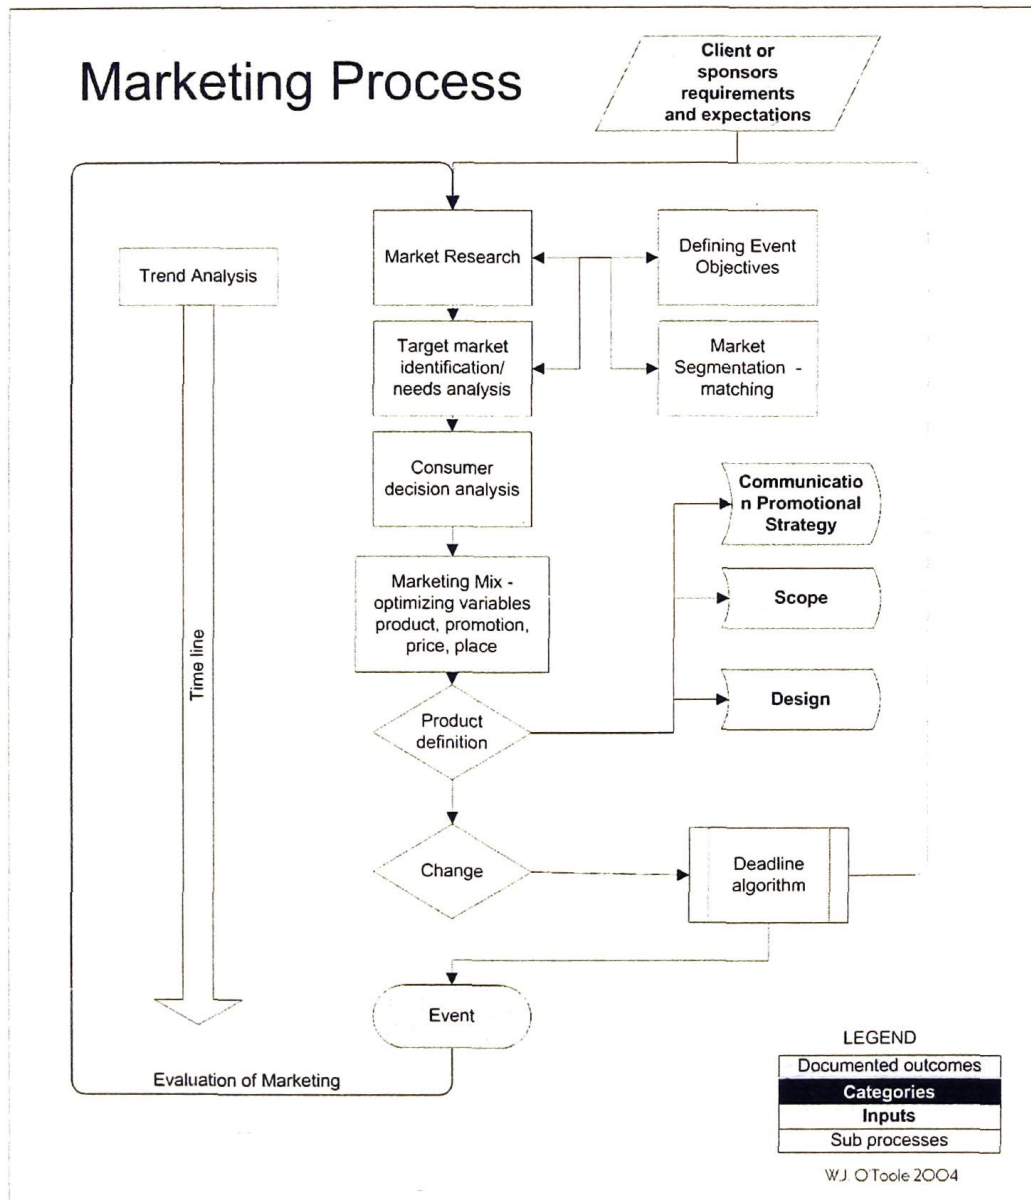 Marketing Process
Client or
sponsors
requirements
and expectations
Market Research
Defining Event
Objectives
Trend Analysis
Target market
identification/
needs analysis
Market
Segmentation -
matching
Consumer
decision analysis
Communicatio
n Promotional
Strategy
Marketing Mix -
optimizing variables
product, promotion,
price, place
Scope
Time line
Product
definition
Design
Change
Deadline
algorithm
Event
Evaluation of Marketing
LEGEND
Documented outcomes
Categories
Inputs
Sub processes
W.J. O'Toole 2004